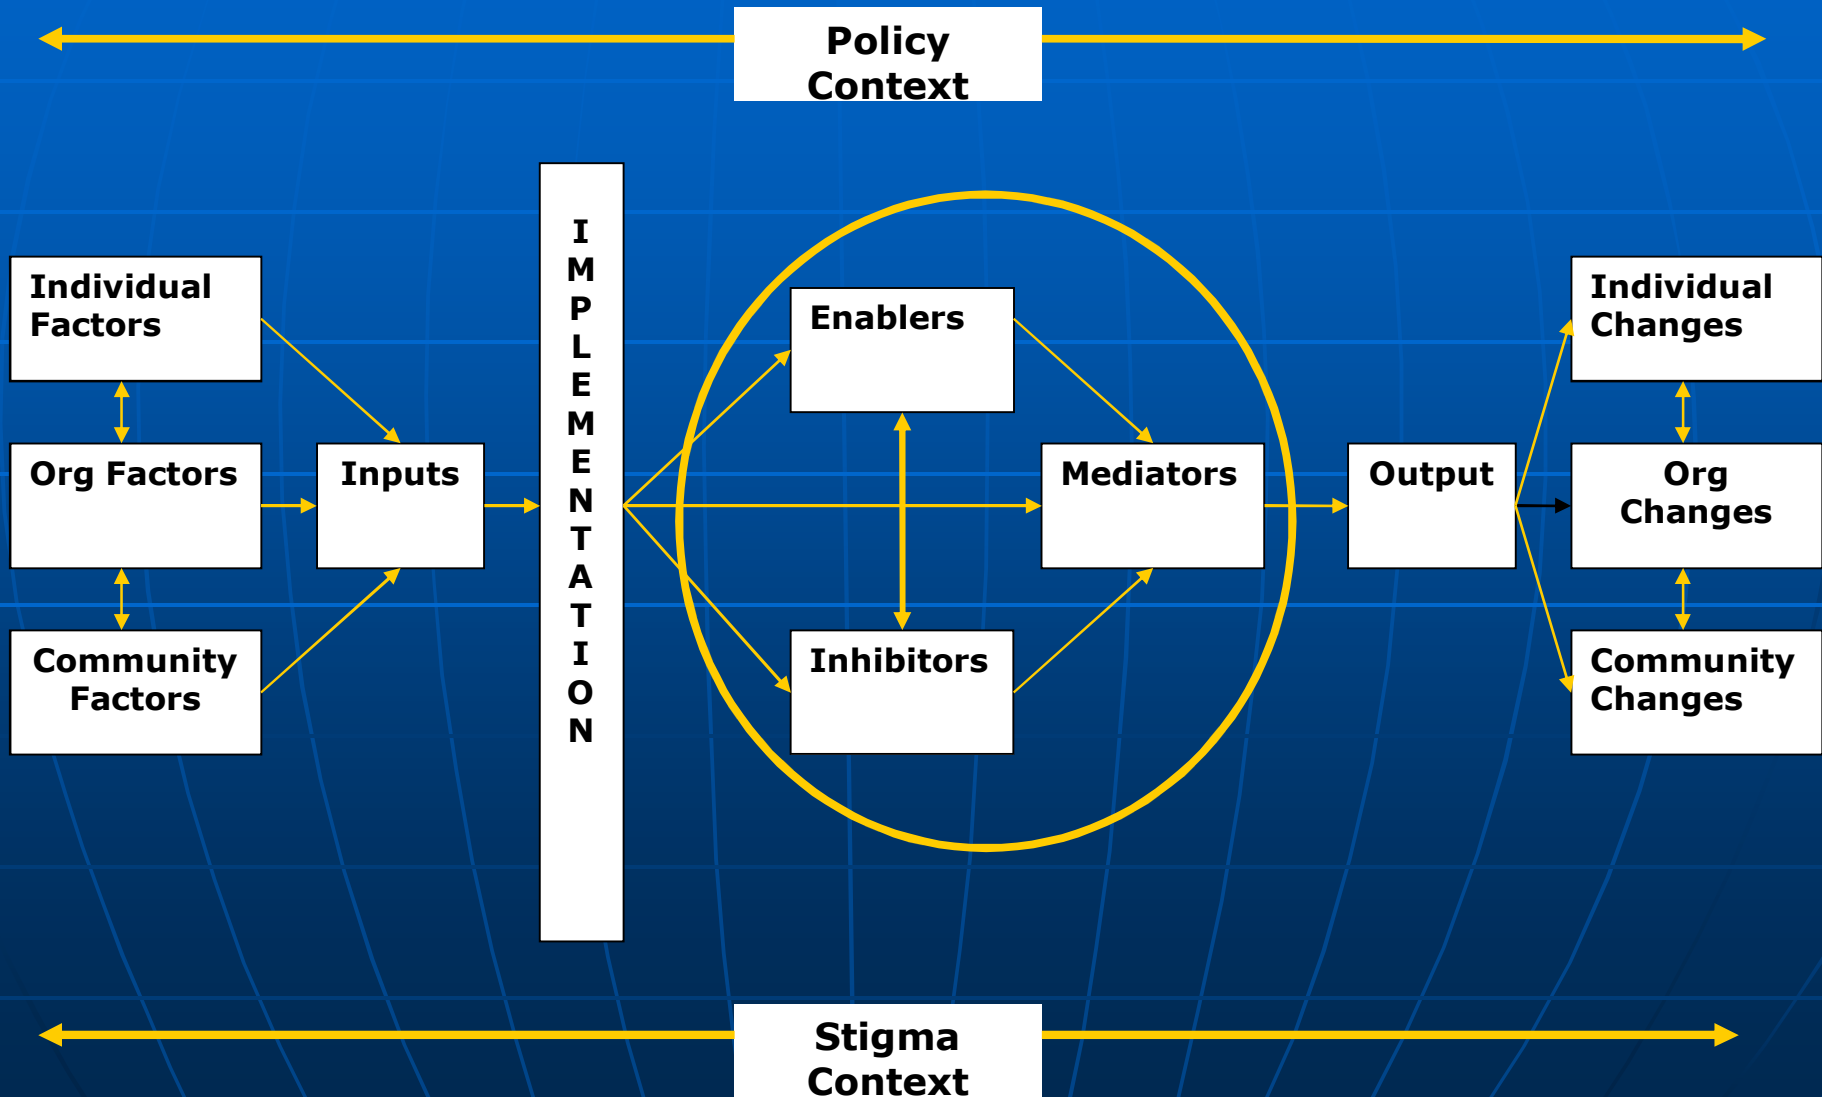 Policy
Context
Individual
Factors
Org Factors
Community
Factors
Inputs
I
M
P
L
E
M
E
N
T
A
T
I
O
N
Enablers
Inhibitors
Mediators
Output
Individual
Changes
Org
Changes
Community
Changes
Stigma
Context